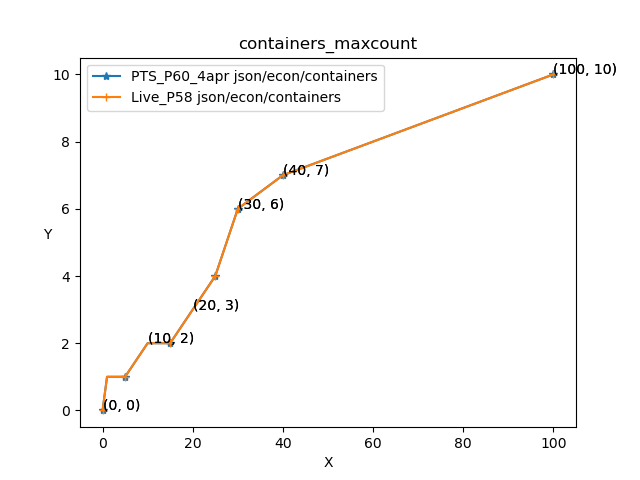 containers_maxcount
PTS_P60_4apr json/econ/containers
Live_P58 json/econ/containers
10
8
6
4
2
0
Y
(100, 10)
(40, 7)
(30, 6)
(20, 3)
(10, 2)
(0, 0)
0 20 40 60 80 100
X